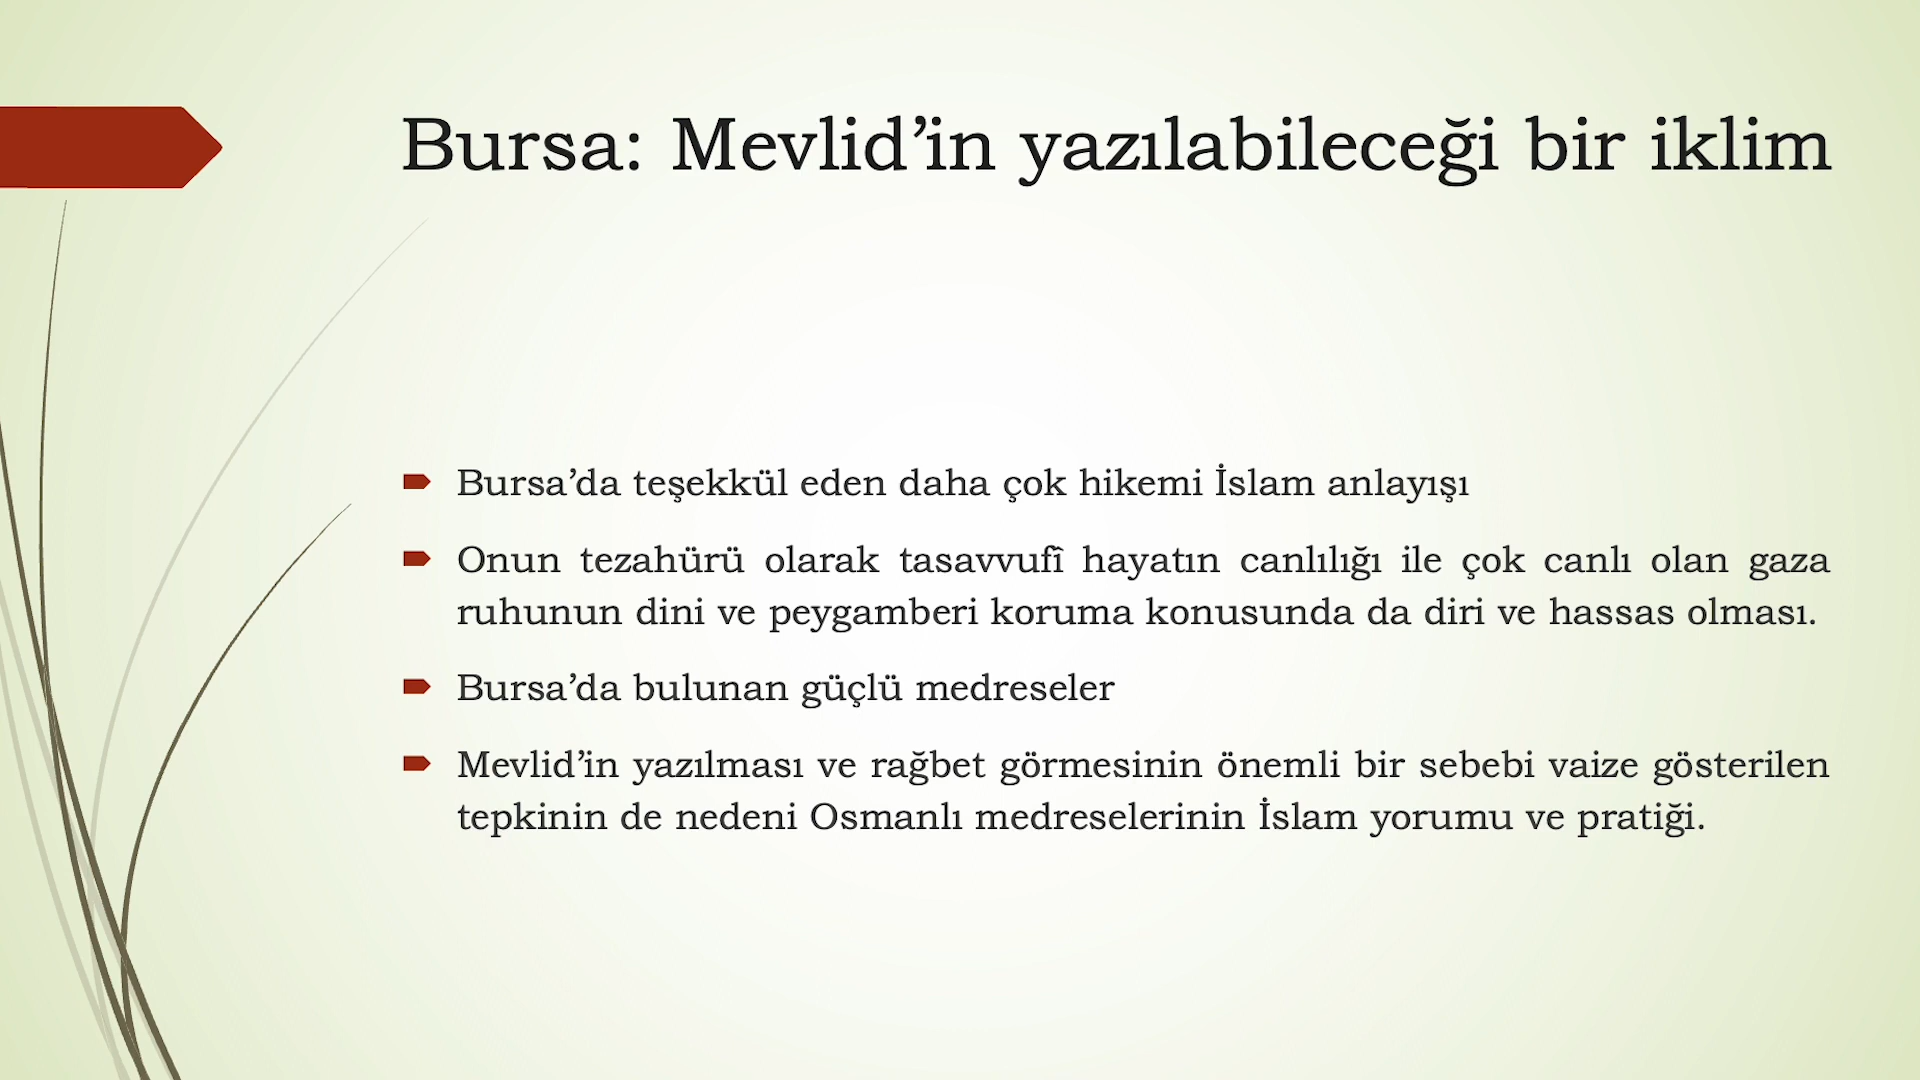 Bursa: Mevlid’in yazılabileceği bir iklim
Bursa’da teşekkül eden daha çok hikemi İslam anlayışı
Onun tezahürü olarak tasavvufî hayatın canlılığı ile çok canlı olan gaza
ruhunun dini ve peygamberi koruma konusunda da diri ve hassas olması.
Bursa’da bulunan güçlü medreseler
Mevlid’in yazılması ve rağbet görmesinin önemli bir sebebi vaize gösterilen
tepkinin de nedeni Osmanlı medreselerinin İslam yorumu ve pratiği.